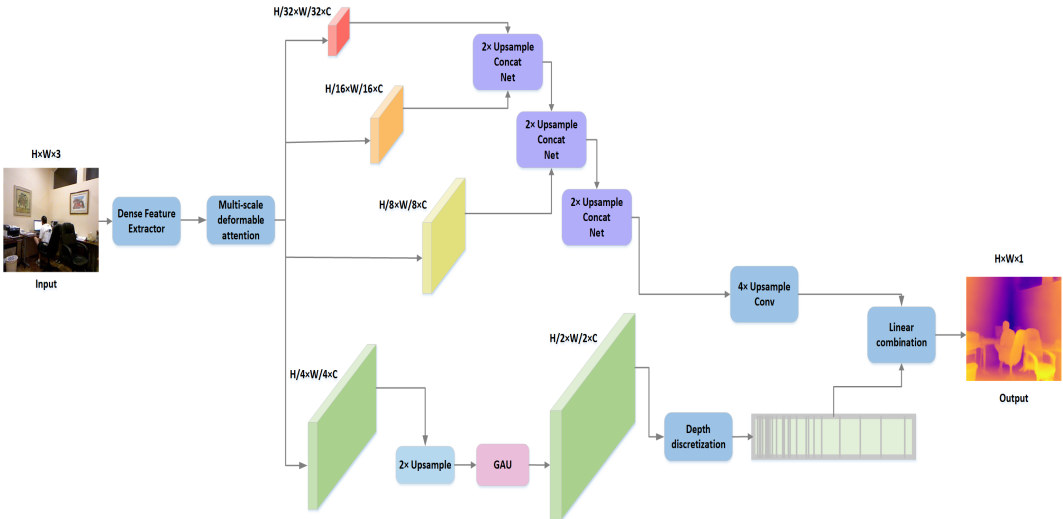 H/32×W/32×C
2× Upsample
Concat
Net
H/16×W/16×C
2× Upsample
Concat
Net
H×W×3
Dense Feature
Extractor
Multi-scale
deformable
attention
H/8×W/8×C
2× Upsample
Concat
Net
Input
4× Upsample
Conv
H×W×1
Linear
combination
Output
H/4×W/4×C
H/2×W/2×C
2× Upsample
GAU
Depth
discretization